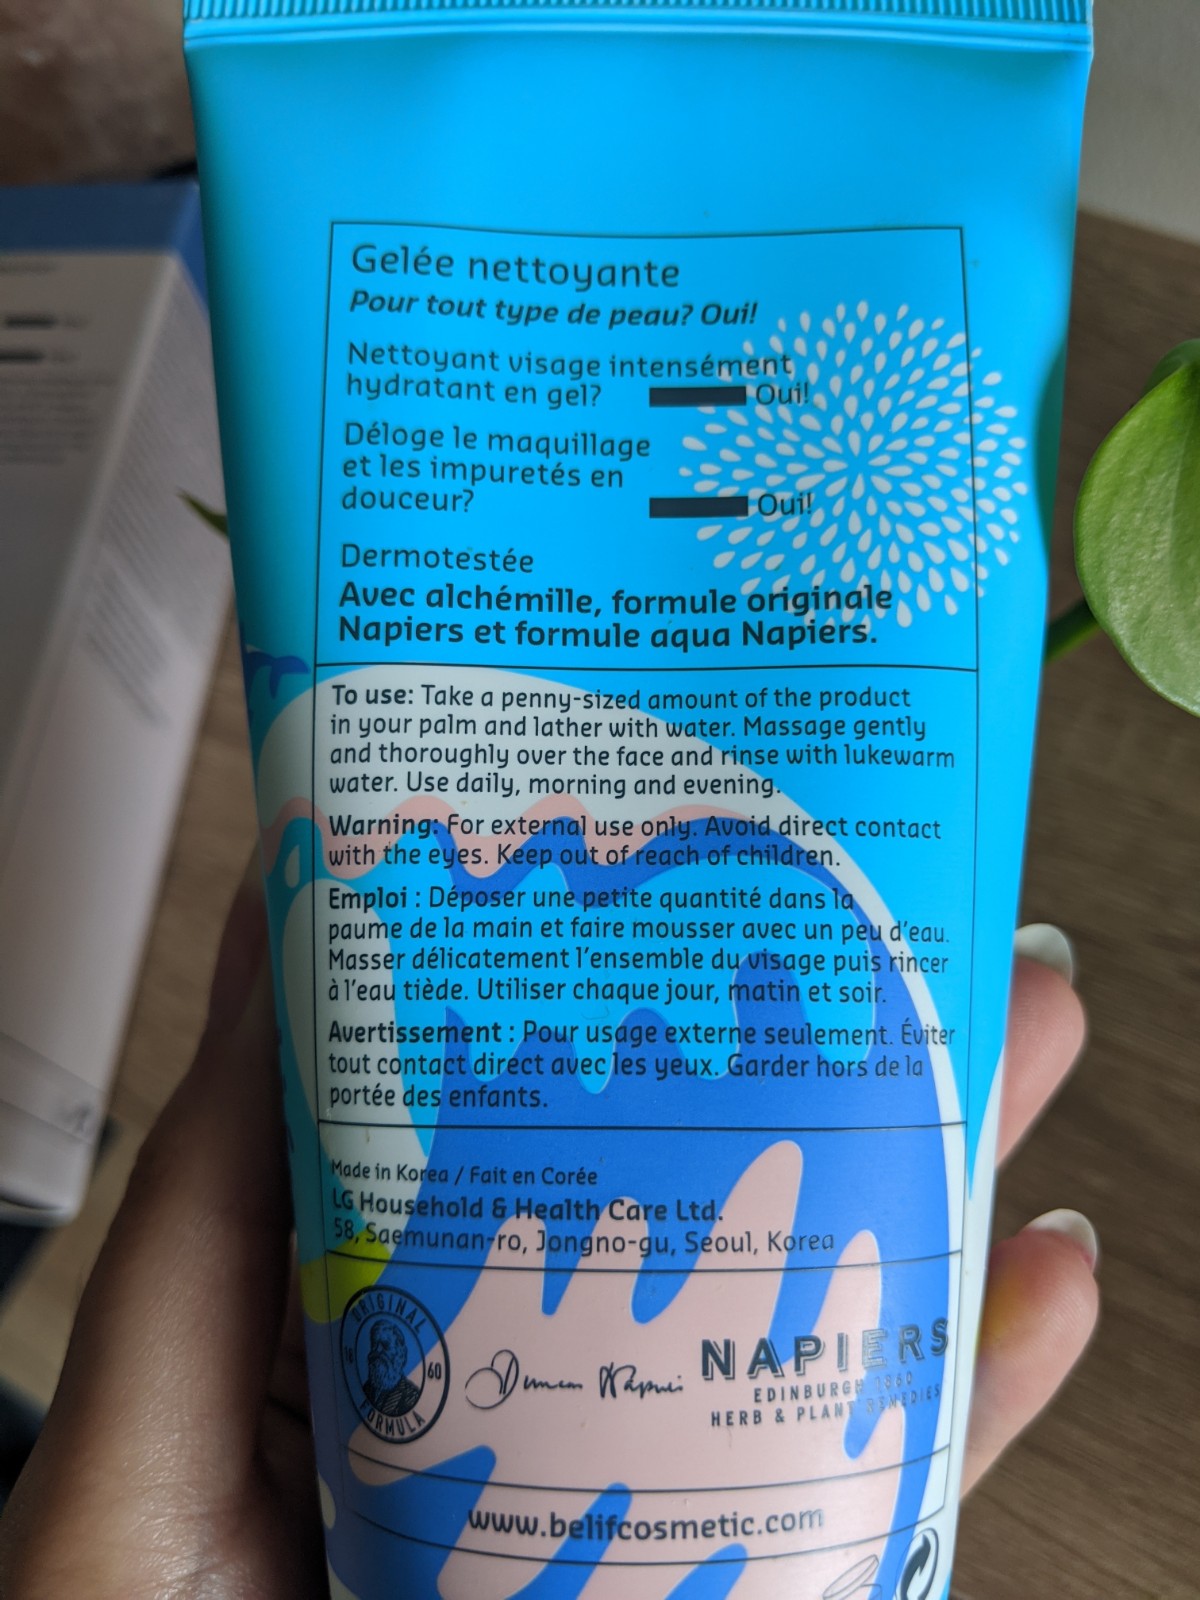 Gelée nettoyante
Pour tout type de peau? Oui!
Nettoyant visage intensément
hydratant en gel? Oui!
Déloge le maquillage
et les impuretés en
douceur? Oui!
Dermotestée
Avec alchémille, formule originale
Napiers et formule aqua Napiers.
To use: Take a penny-sized amount of the product
in your palm and lather with water. Massage gently
and thoroughly over the face and rinse with lukewarm
water. Use daily, morning and evening.
Warning: For external use only. Avoid direct contact
with the eyes. Keep out of reach of children.
Emploi : Déposer une petite quantité dans la
paume de la main et faire mousser avec un peu d'eau.
Masser délicatement l'ensemble du visage puis rincer
à l'eau tiède. Utiliser chaque jour, matin et soir.
Avertissement : Pour usage externe seulement. Éviter
tout contact direct avec les yeux. Garder hors de la
portée des enfants.
Made in Korea / Fait en Corée
LG Household & Health Care Ltd.
58, Saemunan-ro, Jongno-gu, Seoul, Korea
ORIGINAL
18 60
FORMULA
Duncan Napier
NAPIERS
EDINBURGH 1860
HERB & PLANT REMEDIES
www.belifcosmetic.com